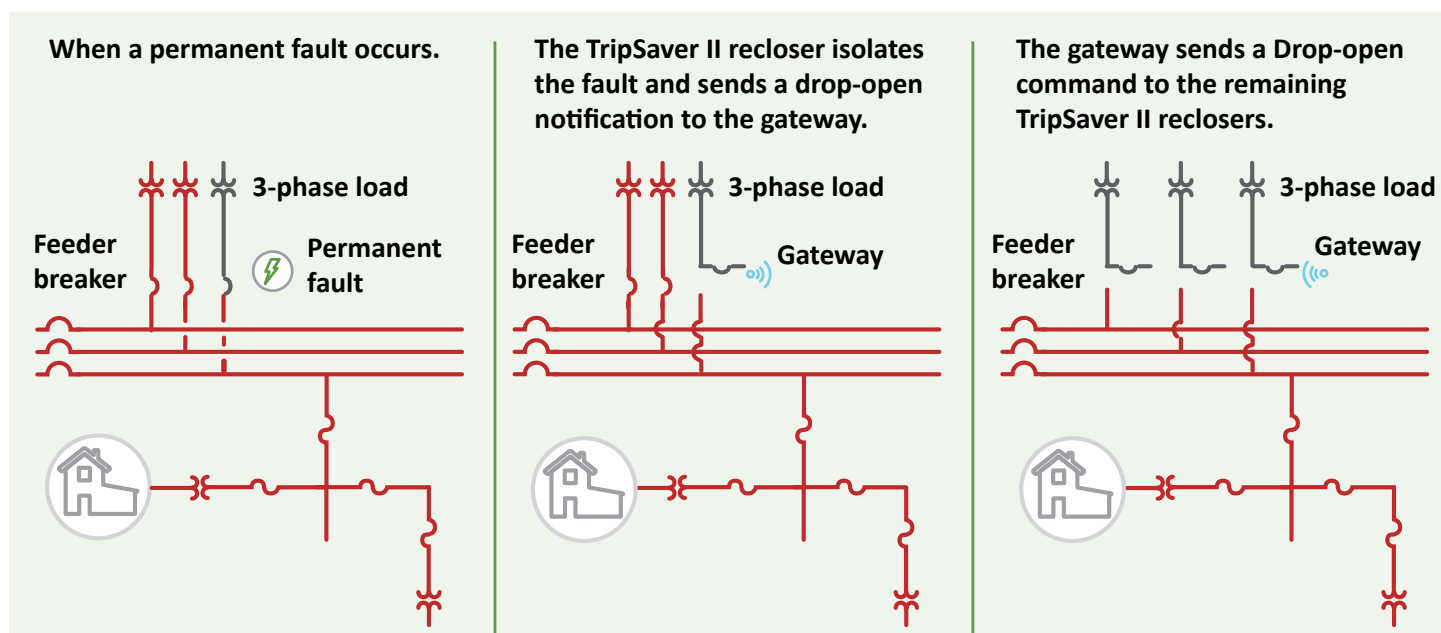 When a permanent fault occurs.
3-phase load
Feeder
breaker
Permanent
fault
The TripSaver II recloser isolates
the fault and sends a drop-open
notification to the gateway.
3-phase load
Feeder
breaker
Gateway
The gateway sends a Drop-open
command to the remaining
TripSaver II reclosers.
3-phase load
Feeder
breaker
Gateway